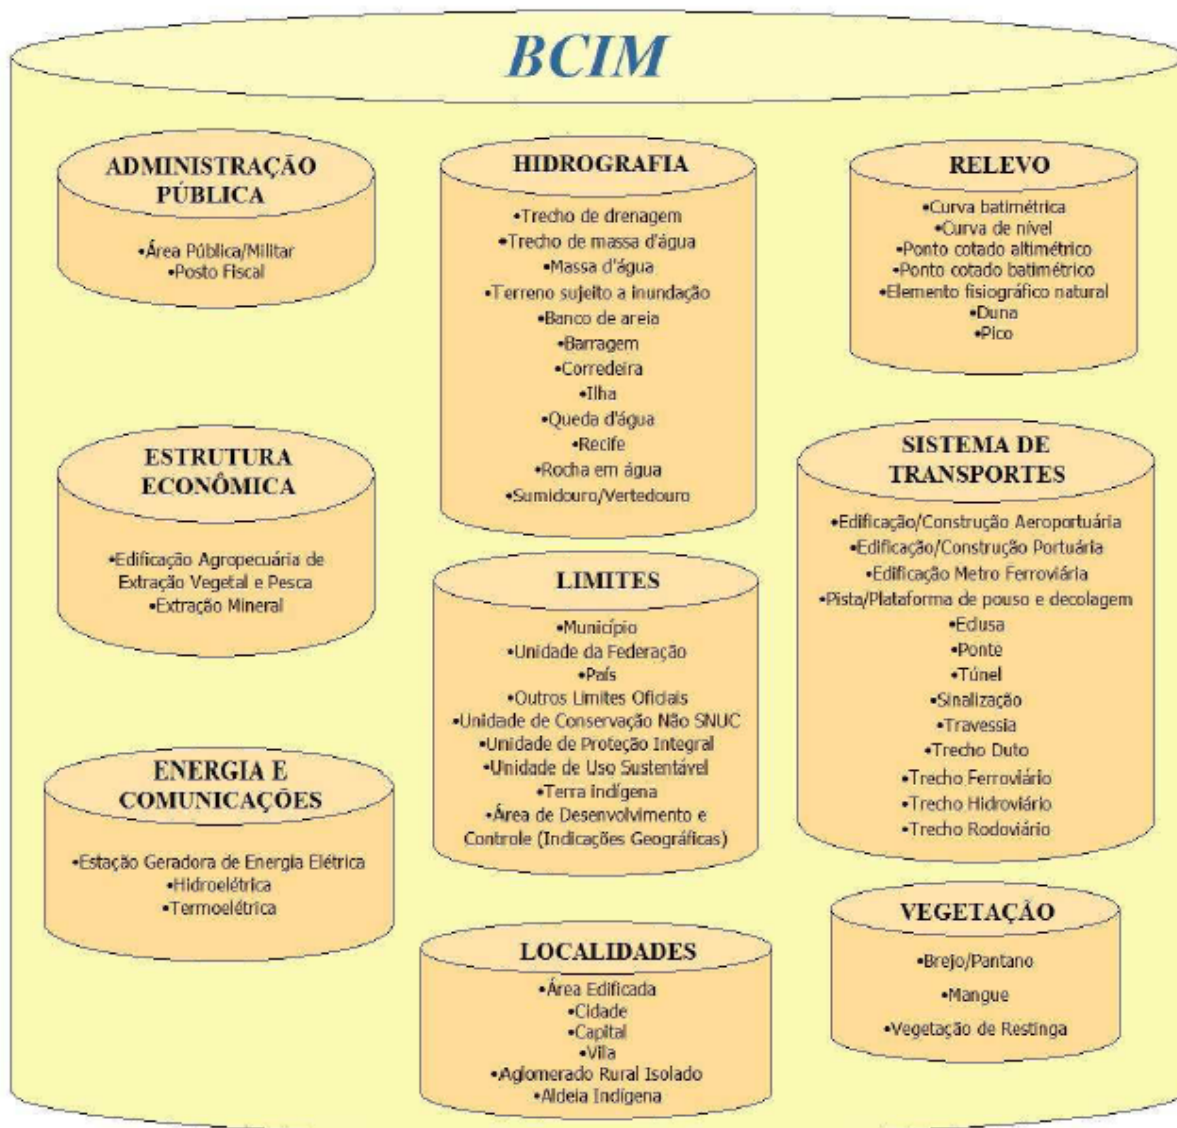 BCIM
ADMINISTRAÇÃO
PÚBLICA
•Área Pública/Militar
•Posto Fiscal
ESTRUTURA
ECONÔMICA
•Edificação Agropecuária de
Extração Vegetal e Pesca
•Extração Mineral
ENERGIA E
COMUNICAÇÕES
•Estação Geradora de Energia Elétrica
•Hidroelétrica
•Termoelétrica
HIDROGRAFIA
•Trecho de drenagem
•Trecho de massa d'água
•Massa d'água
•Terreno sujeito a inundação
•Banco de areia
•Barragem
•Corredeira
•Ilha
•Queda d'água
•Recife
•Rocha em água
•Sumidouro/Vertedouro
LIMITES
•Município
•Unidade da Federação
•País
•Outros Limites Oficiais
•Unidade de Conservação Não SNUC
•Unidade de Proteção Integral
•Unidade de Uso Sustentável
•Terra indígena
•Área de Desenvolvimento e
Controle (Indicações Geográficas)
LOCALIDADES
•Área Edificada
•Cidade
•Capital
•Vila
•Aglomerado Rural Isolado
•Aldeia Indígena
RELEVO
•Curva batimétrica
•Curva de nível
•Ponto cotado altimétrico
•Ponto cotado batimétrico
•Elemento fisiográfico natural
•Duna
•Pico
SISTEMA DE
TRANSPORTES
•Edificação/Construção Aeroportuária
•Edificação/Construção Portuária
•Edificação Metro Ferroviária
•Pista/Plataforma de pouso e decolagem
•Eclusa
•Ponte
•Túnel
•Sinalização
•Travessia
•Trecho Duto
•Trecho Ferroviário
•Trecho Hidroviário
•Trecho Rodoviário
VEGETAÇÃO
•Brejo/Pantano
•Mangue
•Vegetação de Restinga